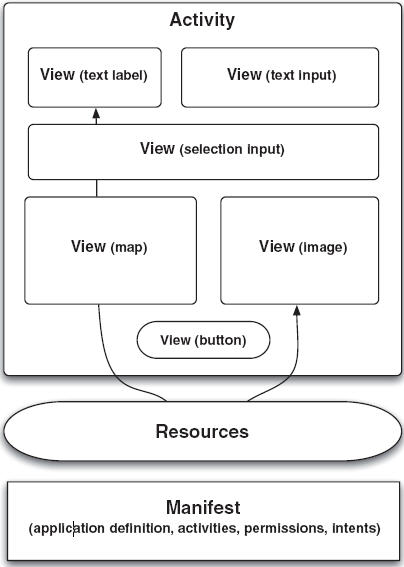 Activity
View (text label)
View (text input)
View (selection input)
View (map)
View (image)
View (button)
Resources
Manifest
(application definition, activities, permissions, intents)